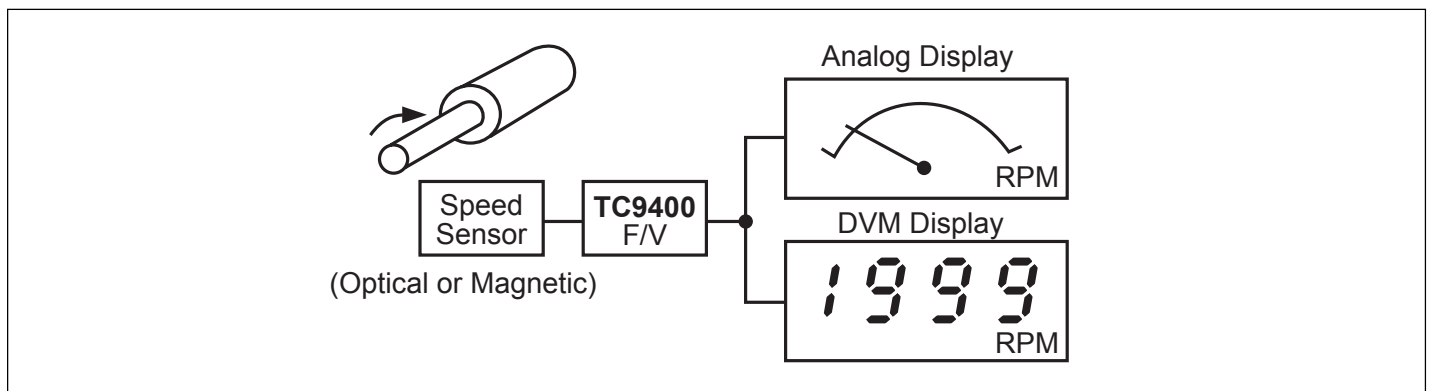 Analog Display
RPM
Speed
Sensor
TC9400
F/V
(Optical or Magnetic)
DVM Display
1999
RPM